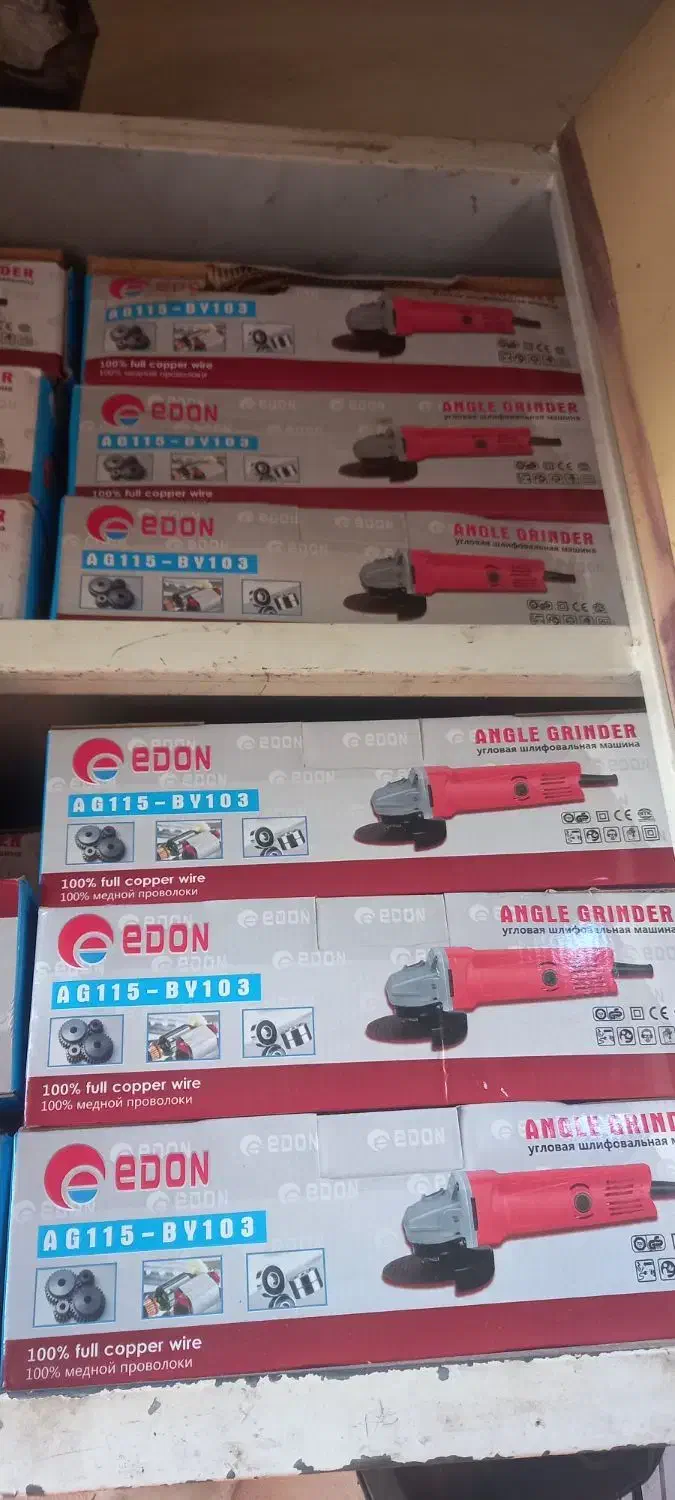 DER
EDON
AG115-BY103
100% full copper wire
100% медной проволоки
R
EDON
ANGLE GRINDER
угловая шлифовальная машина
AG115-BY103
100% full copper wire
EDON
ANGLE GRINDER
угловая шлифовальная машина
AG115-BY103
EDON
ANGLE GRINDER
угловая шлифовальная машина
AG115-BY103
100% full copper wire
100% медной проволоки
EDON
ANGLE GRINDER
угловая шлифовальная машина
AG115-BY103
100% full copper wire
100% медной проволоки
EDON
ANGLE GRIND
угловая шлифовальная
AG115-BY103
100% full copper wire
100% медной проволоки